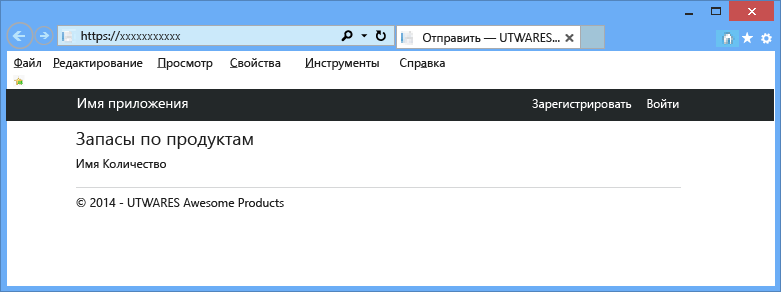 https://xxxxxxxxxxx
Отправить — UTWARES...
Файл Редактирование Просмотр Свойства Инструменты Справка
Имя приложения Зарегистрировать Войти
Запасы по продуктам
Имя Количество
© 2014 - UTWARES Awesome Products